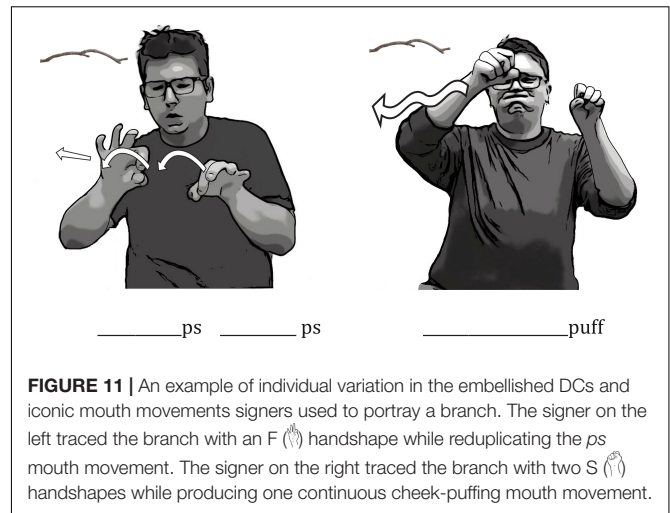 _________ps ________ ps _______________puff
FIGURE 11 | An example of individual variation in the embellished DCs and
iconic mouth movements signers used to portray a branch. The signer on the
left traced the branch with an F () handshape while reduplicating the ps
mouth movement. The signer on the right traced the branch with two S ()
handshapes while producing one continuous cheek-puffing mouth movement.